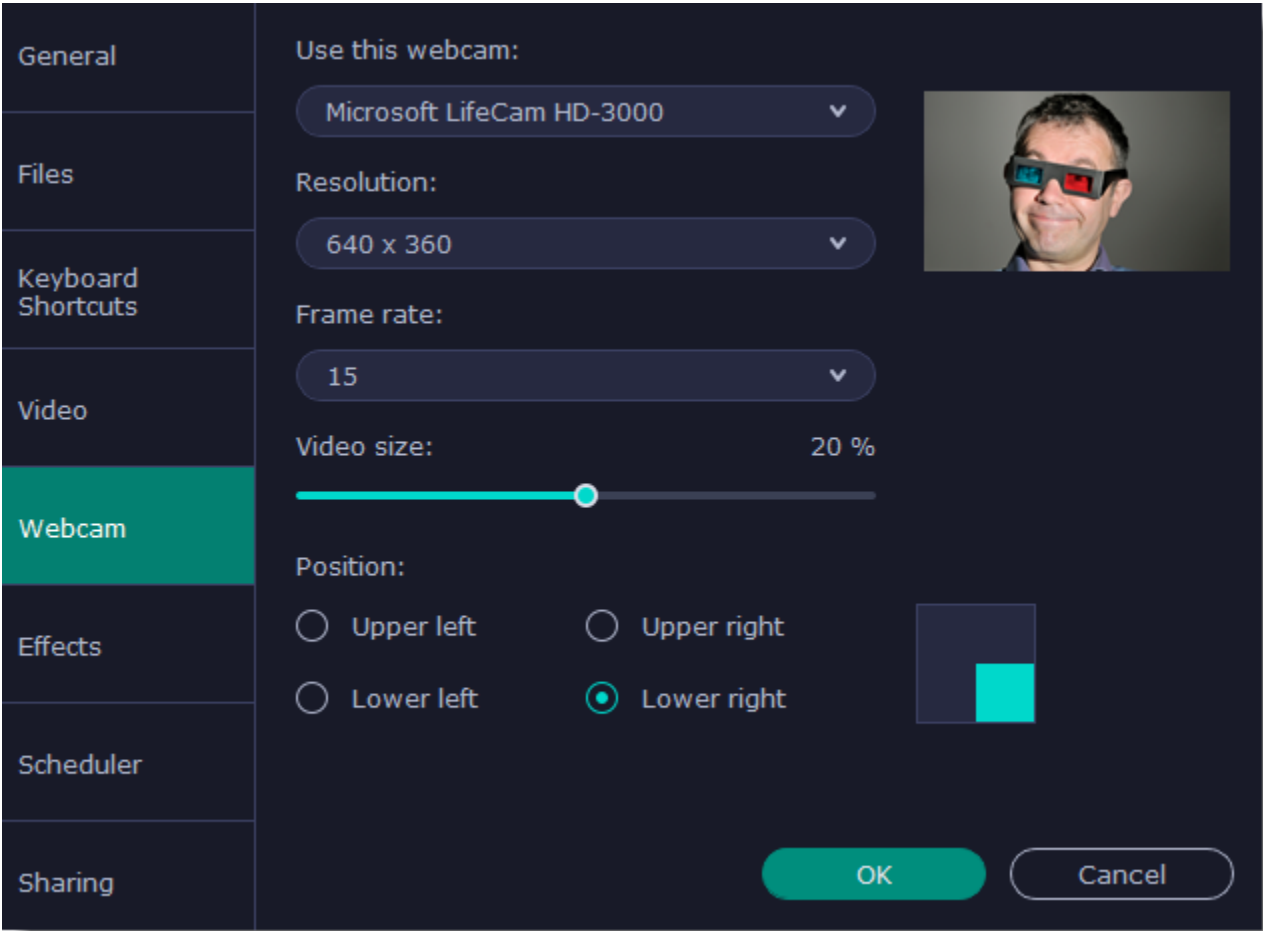 General
Files
Keyboard
Shortcuts
Video
Webcam
Effects
Scheduler
Sharing
Use this webcam:
Microsoft LifeCam HD-3000
Resolution:
640 x 360
Frame rate:
15
Video size: 20 %
Position:
Upper left Upper right
Lower left Lower right
OK Cancel